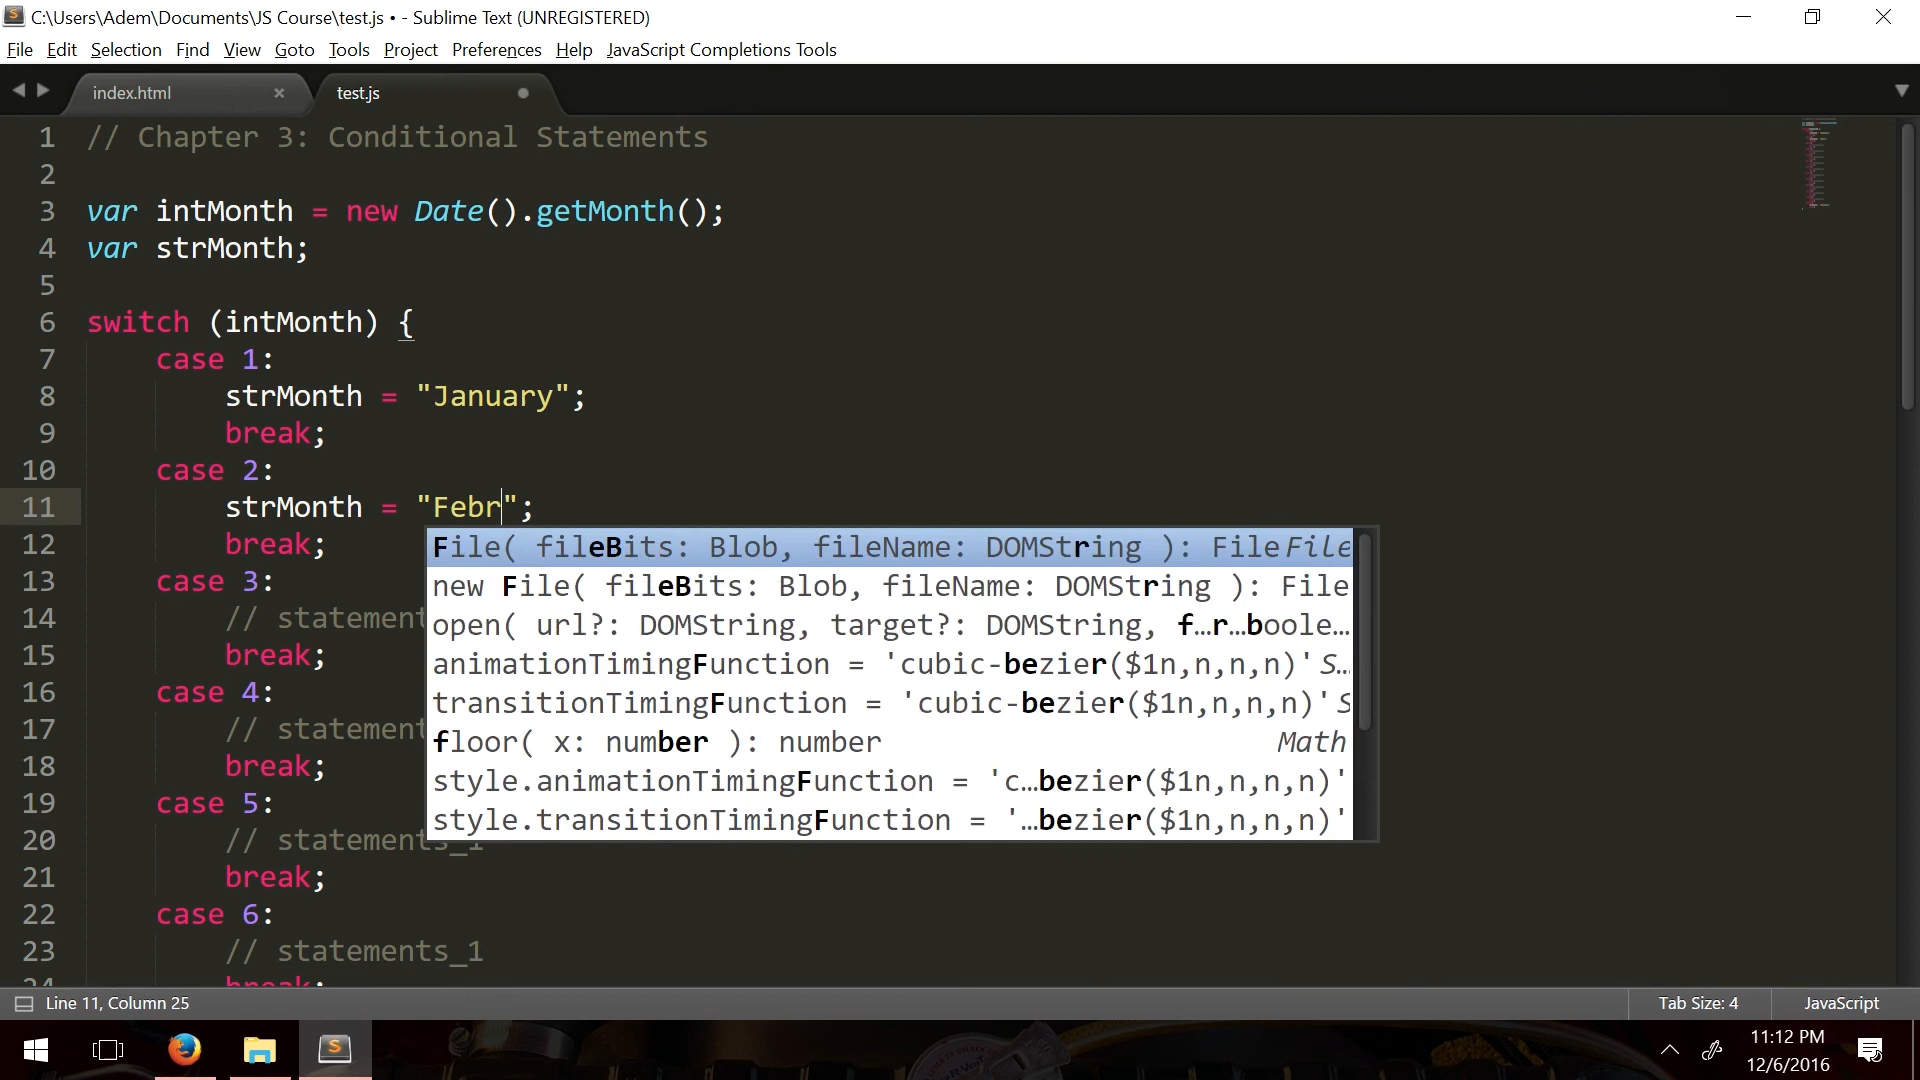 C:\Users\Adem\Documents\JS Course\test.js • - Sublime Text (UNREGISTERED)
File Edit Selection Find View Goto Tools Project Preferences Help JavaScript Completions Tools
index.html × test.js
1 // Chapter 3: Conditional Statements
2
3 var intMonth = new Date().getMonth();
4 var strMonth;
5
6 switch (intMonth) {
7 case 1:
8 strMonth = "January";
9 break;
10 case 2:
11 strMonth = "Febr";
12 break;
File( fileBits: Blob, fileName: DOMString ): File File
13 case 3:
new File( fileBits: Blob, fileName: DOMString ): File
14 // statement
open( url?: DOMString, target?: DOMString, f…r…boole…
15 break;
animationTimingFunction = 'cubic-bezier($1n,n,n,n)' S…
16 case 4:
transitionTimingFunction = 'cubic-bezier($1n,n,n,n)' S
17 // statement
floor( x: number ): number Math
18 break;
style.animationTimingFunction = 'c…bezier($1n,n,n,n)'
19 case 5:
style.transitionTimingFunction = '…bezier($1n,n,n,n)'
20 // statements_1
21 break;
22 case 6:
23 // statements_1
24 break;
Line 11, Column 25 Tab Size: 4 JavaScript
11:12 PM
12/6/2016